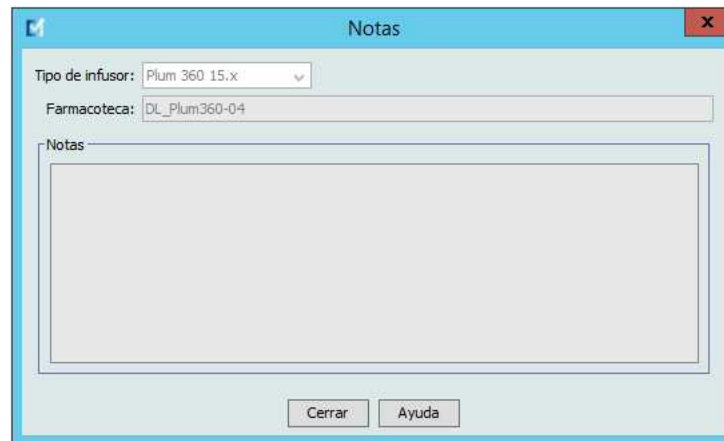 Notas
x
Tipo de infusor: Plum 360 15.x
Farmacoteca: DL_Plum360-04
Notas
Cerrar Ayuda